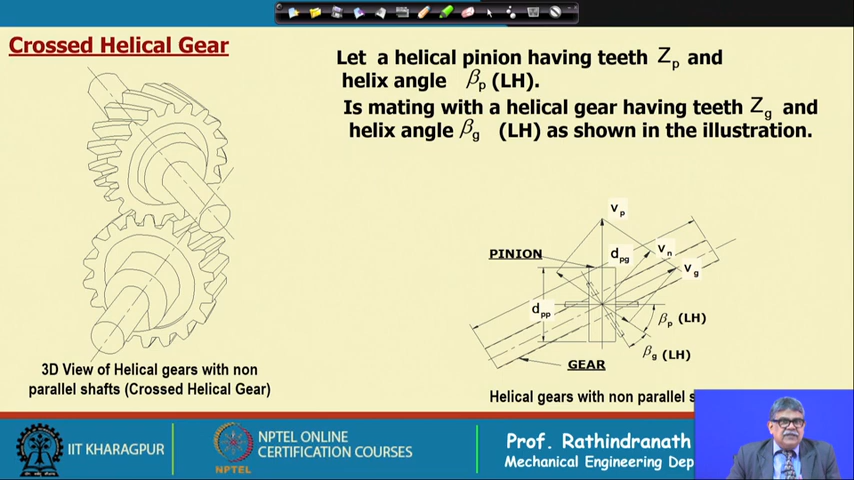 Crossed Helical Gear
Let a helical pinion having teeth Zp and
helix angle βp (LH).
Is mating with a helical gear having teeth Zg and
helix angle βg (LH) as shown in the illustration.
vp
PINION
dpg
vn
vg
dpp
βp (LH)
βg (LH)
GEAR
3D View of Helical gears with non
parallel shafts (Crossed Helical Gear)
Helical gears with non parallel s
IIT KHARAGPUR
NPTEL
NPTEL ONLINE
CERTIFICATION COURSES
Prof. Rathindranath
Mechanical Engineering Dep